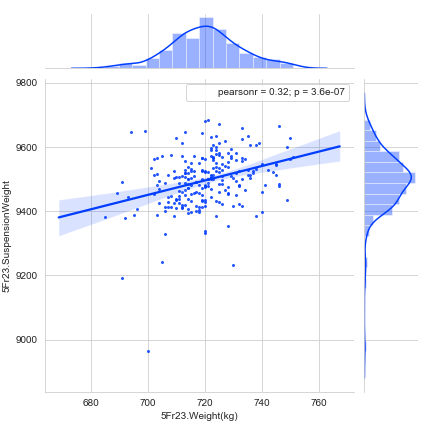 pearsonr = 0.32; p = 3.6e-07
9800
9600
9400
9200
9000
5Fr23.SuspensionWeight
680 700 720 740 760
5Fr23.Weight(kg)